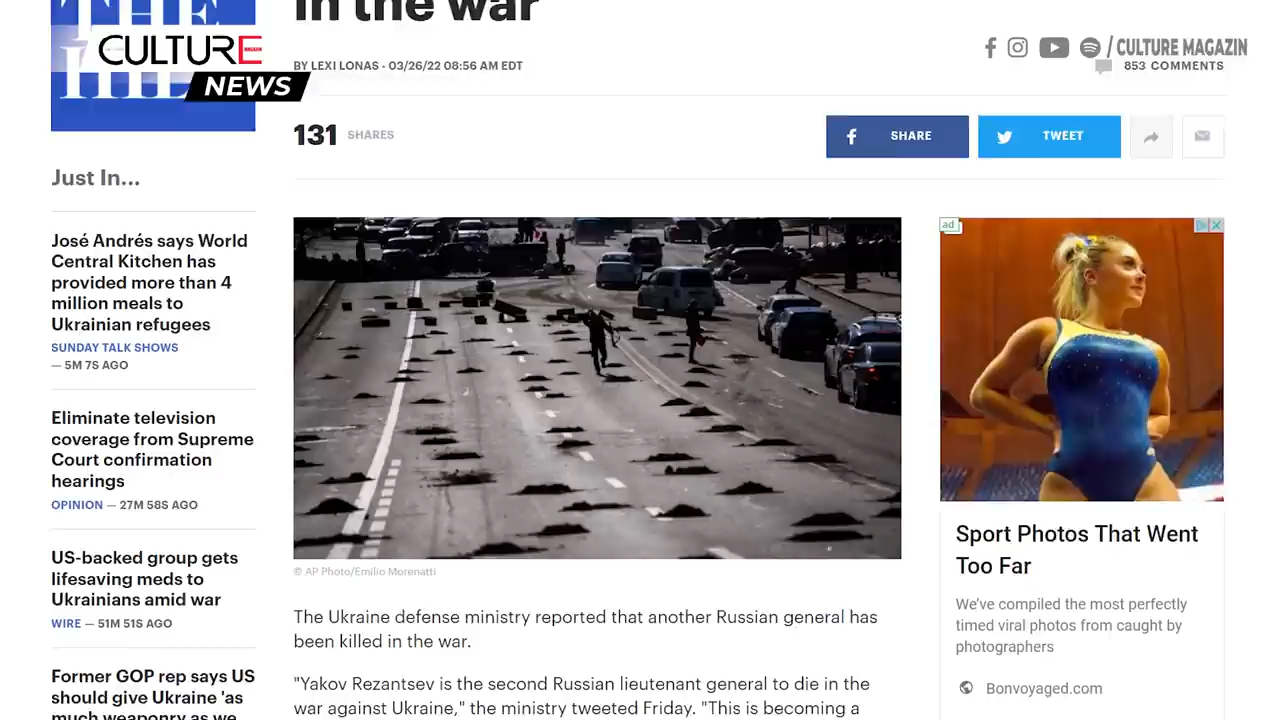 in the war
THE
HILL
CULTURE
NEWS
/ CULTURE MAGAZIN
BY LEXI LONAS - 03/26/22 08:56 AM EDT
853 COMMENTS
131 SHARES
SHARE
TWEET
Just In...
José Andrés says World
Central Kitchen has
provided more than 4
million meals to
Ukrainian refugees
SUNDAY TALK SHOWS
— 5M 7S AGO
Eliminate television
coverage from Supreme
Court confirmation
hearings
OPINION — 27M 58S AGO
US-backed group gets
lifesaving meds to
Ukrainians amid war
WIRE — 51M 51S AGO
Former GOP rep says US
should give Ukraine 'as
much weaponry as we
© AP Photo/Emilio Morenatti
The Ukraine defense ministry reported that another Russian general has
been killed in the war.
"Yakov Rezantsev is the second Russian lieutenant general to die in the
war against Ukraine," the ministry tweeted Friday. "This is becoming a
ad
Sport Photos That Went
Too Far
We've compiled the most perfectly
timed viral photos from caught by
photographers
Bonvoyaged.com